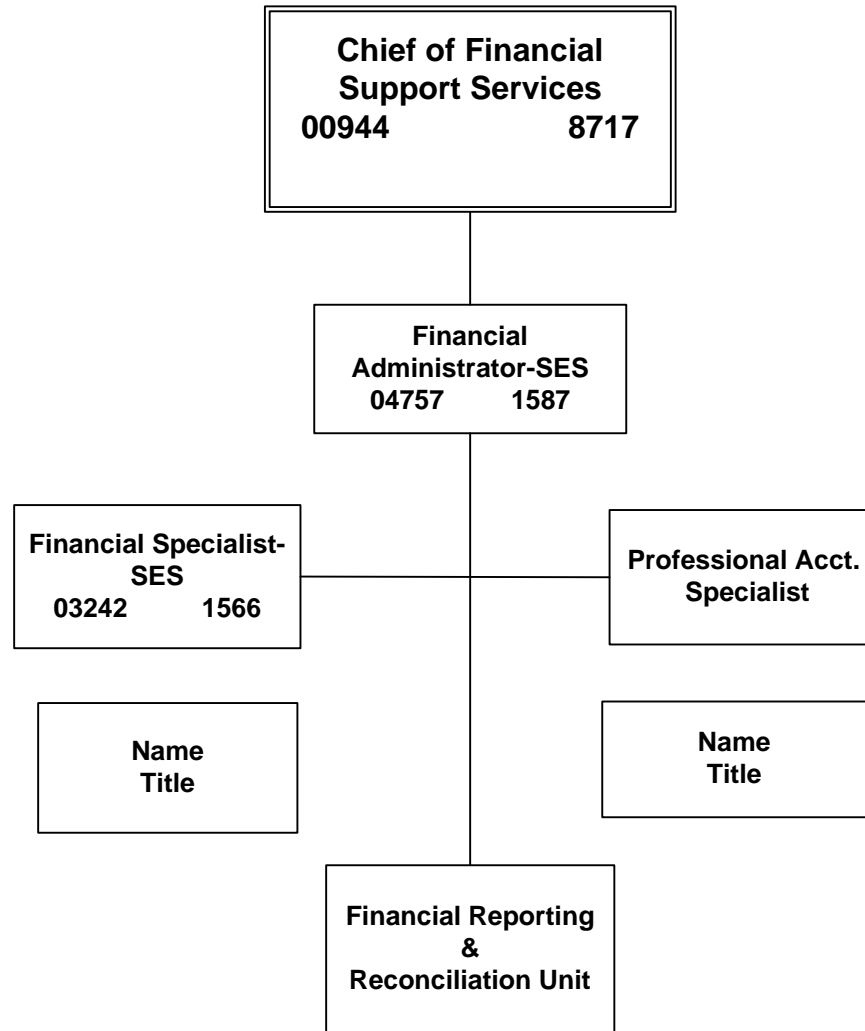 Chief of Financial
Support Services
00944 8717
Financial
Administrator-SES
04757 1587
Financial Specialist-
SES
03242 1566
Professional Acct.
Specialist
Name
Title
Name
Title
Financial Reporting
&
Reconciliation Unit